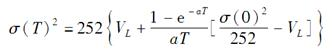 σ(T)² = 252{V_L + (1 − e^{−aT})/(aT) [σ(0)²/252 − V_L]}